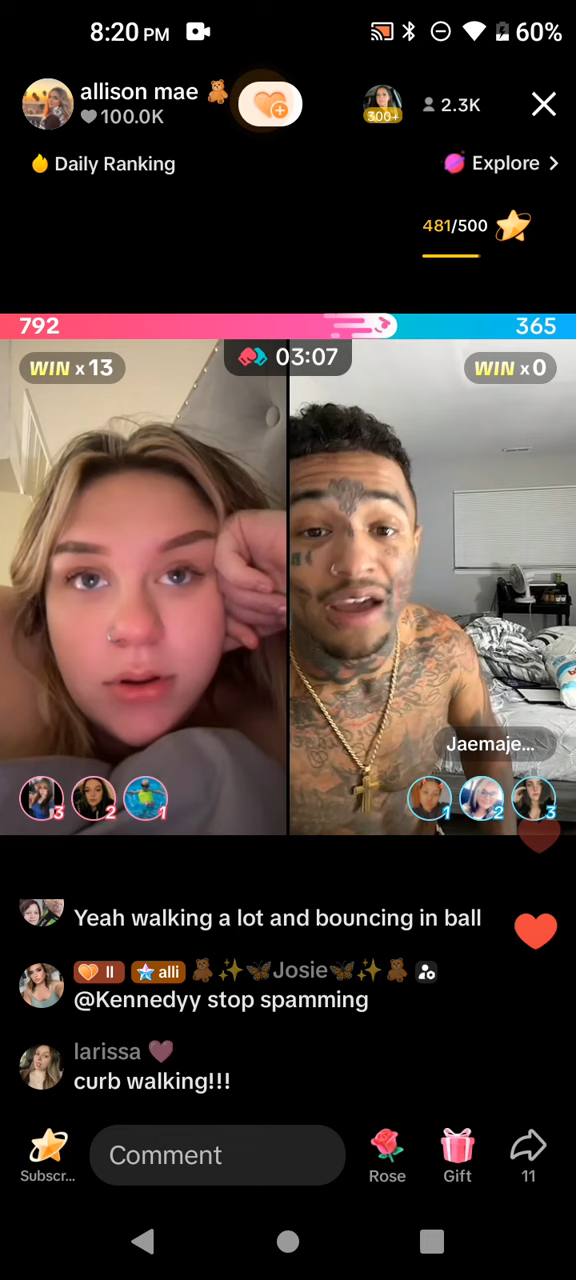 8:20 PM
60%
allison mae 🧸
100.0K
300+
2.3K
Daily Ranking
Explore >
481/500
792
365
WIN x 13
03:07
WIN x 0
Jaemaje...
3
2
1
1
2
3
Yeah walking a lot and bouncing in ball
II
alli
🧸✨🦋Josie🦋✨🧸
@Kennedyy stop spamming
larissa 💜
curb walking!!!
Subscr...
Comment
Rose
Gift
11